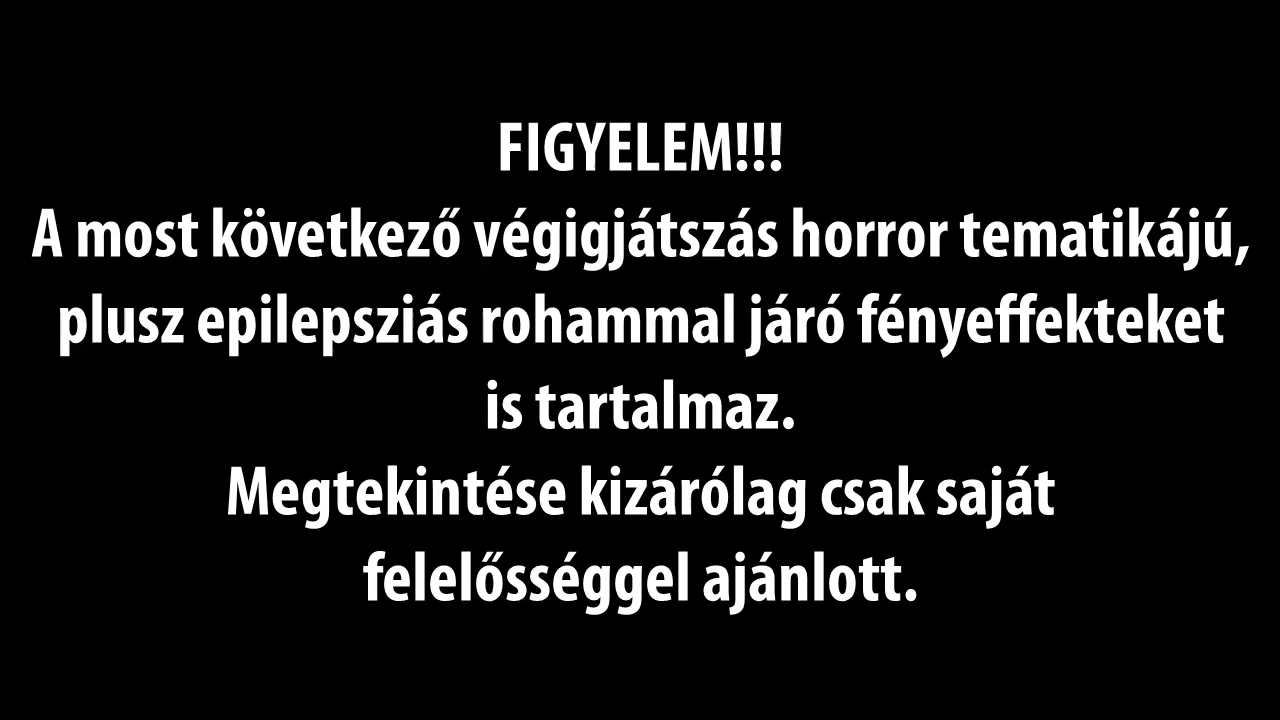 FIGYELEM!!!
A most következő végigjátszás horror tematikájú,
plusz epilepsziás rohammal járó fényeffekteket
is tartalmaz.
Megtekintése kizárólag csak saját
felelősséggel ajánlott.